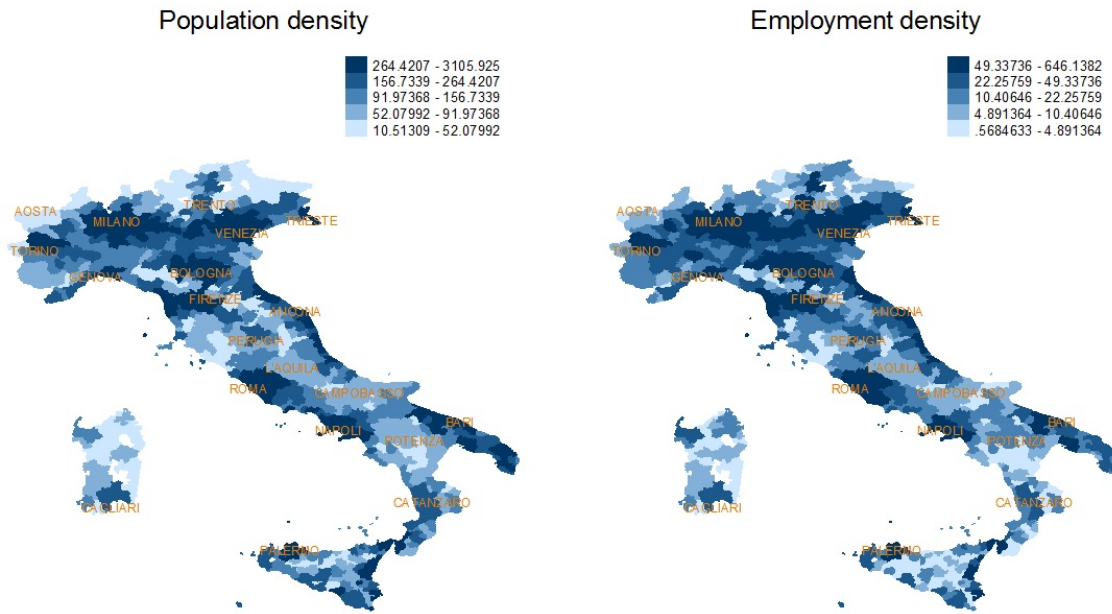 Population density
264.4207 - 3105.925
156.7339 - 264.4207
91.97368 - 156.7339
52.07992 - 91.97368
10.51309 - 52.07992
AOSTA
TRENTO
MILANO
TRIESTE
VENEZIA
TORINO
GENOVA
BOLOGNA
FIRENZE
ANCONA
PERUGIA
LAQUILA
ROMA
CAMPOBASSO
NAPOLI
BARI
POTENZA
CAGLIARI
CATANZARO
PALERMO
Employment density
49.33736 - 646.1382
22.25759 - 49.33736
10.40646 - 22.25759
4.891364 - 10.40646
.5684633 - 4.891364
AOSTA
TRENTO
MILANO
TRIESTE
VENEZIA
TORINO
GENOVA
BOLOGNA
FIRENZE
ANCONA
PERUGIA
LAQUILA
ROMA
CAMPOBASSO
NAPOLI
BARI
POTENZA
CAGLIARI
CATANZARO
PALERMO